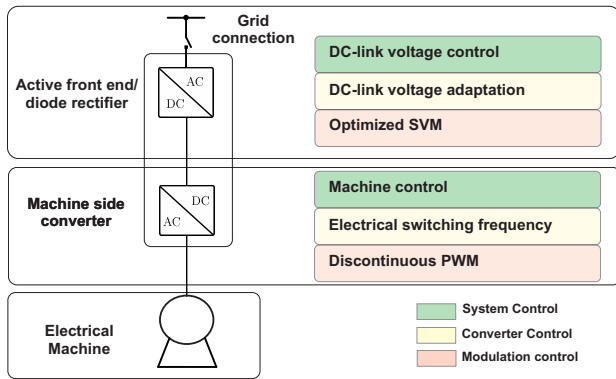 Grid
connection
Active front end/
diode rectifier
AC
DC
DC-link voltage control
DC-link voltage adaptation
Optimized SVM
Machine side
converter
DC
AC
Machine control
Electrical switching frequency
Discontinuous PWM
Electrical
Machine
System Control
Converter Control
Modulation control